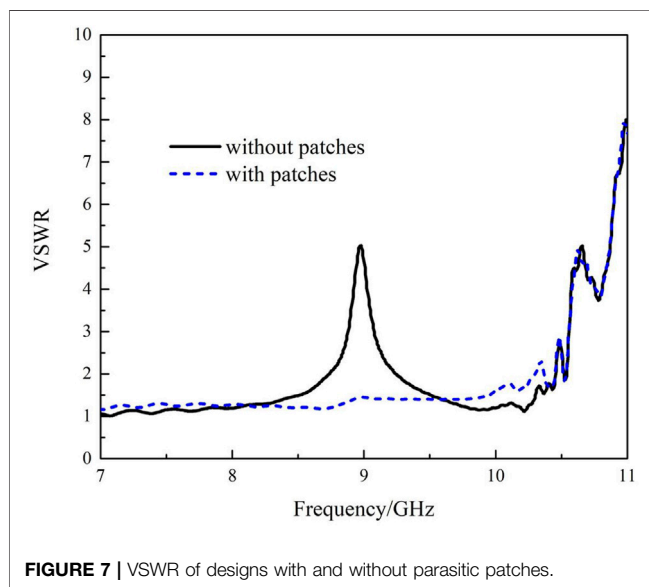 10
9
8
7
6
5
4
3
2
1
0
VSWR
without patches
with patches
7 8 9 10 11
Frequency/GHz
FIGURE 7 | VSWR of designs with and without parasitic patches.